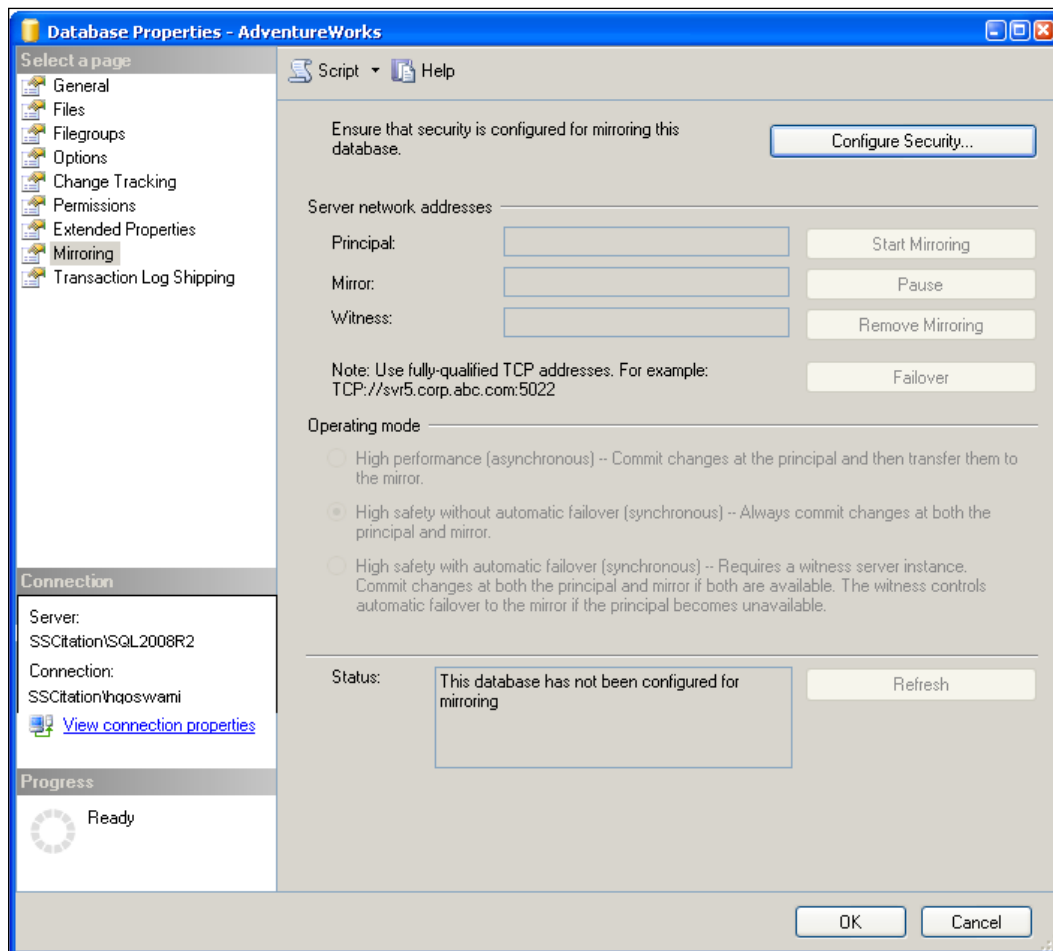 Database Properties - AdventureWorks
Select a page
General
Files
Filegroups
Options
Change Tracking
Permissions
Extended Properties
Mirroring
Transaction Log Shipping
Connection
Server:
SSCitation\SQL2008R2
Connection:
SSCitation\hgoswami
View connection properties
Progress
Ready
Script
Help
Ensure that security is configured for mirroring this
database.
Configure Security...
Server network addresses
Principal:
Start Mirroring
Mirror:
Pause
Witness:
Remove Mirroring
Note: Use fully-qualified TCP addresses. For example:
TCP://svr5.corp.abc.com:5022
Failover
Operating mode
High performance (asynchronous) -- Commit changes at the principal and then transfer them to
the mirror.
High safety without automatic failover (synchronous) -- Always commit changes at both the
principal and mirror.
High safety with automatic failover (synchronous) -- Requires a witness server instance.
Commit changes at both the principal and mirror if both are available. The witness controls
automatic failover to the mirror if the principal becomes unavailable.
Status:
This database has not been configured for
mirroring
Refresh
OK
Cancel